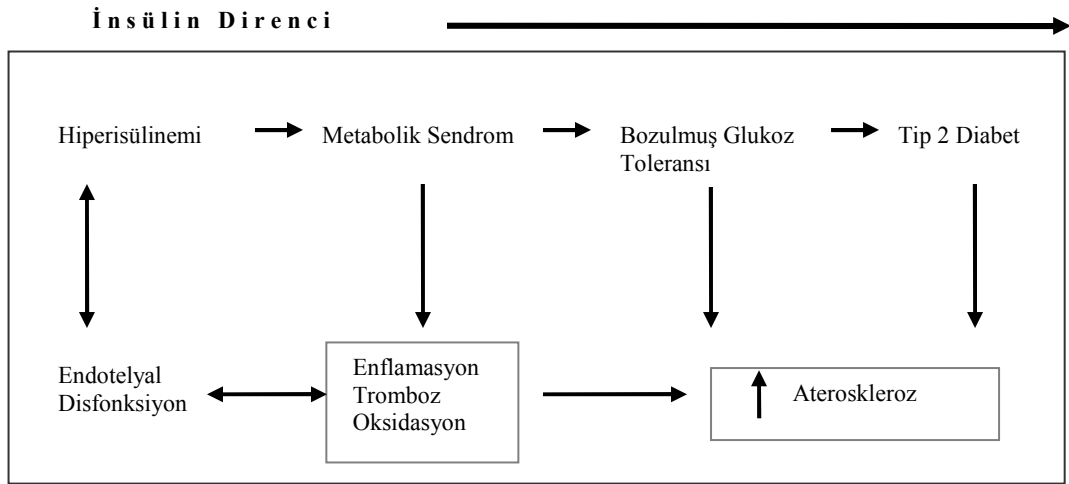 İnsülin Direnci
Hiperisülinemi
Metabolik Sendrom
Bozulmuş Glukoz
Toleransı
Tip 2 Diabet
Endotelyal
Disfonksiyon
Enflamasyon
Tromboz
Oksidasyon
Ateroskleroz